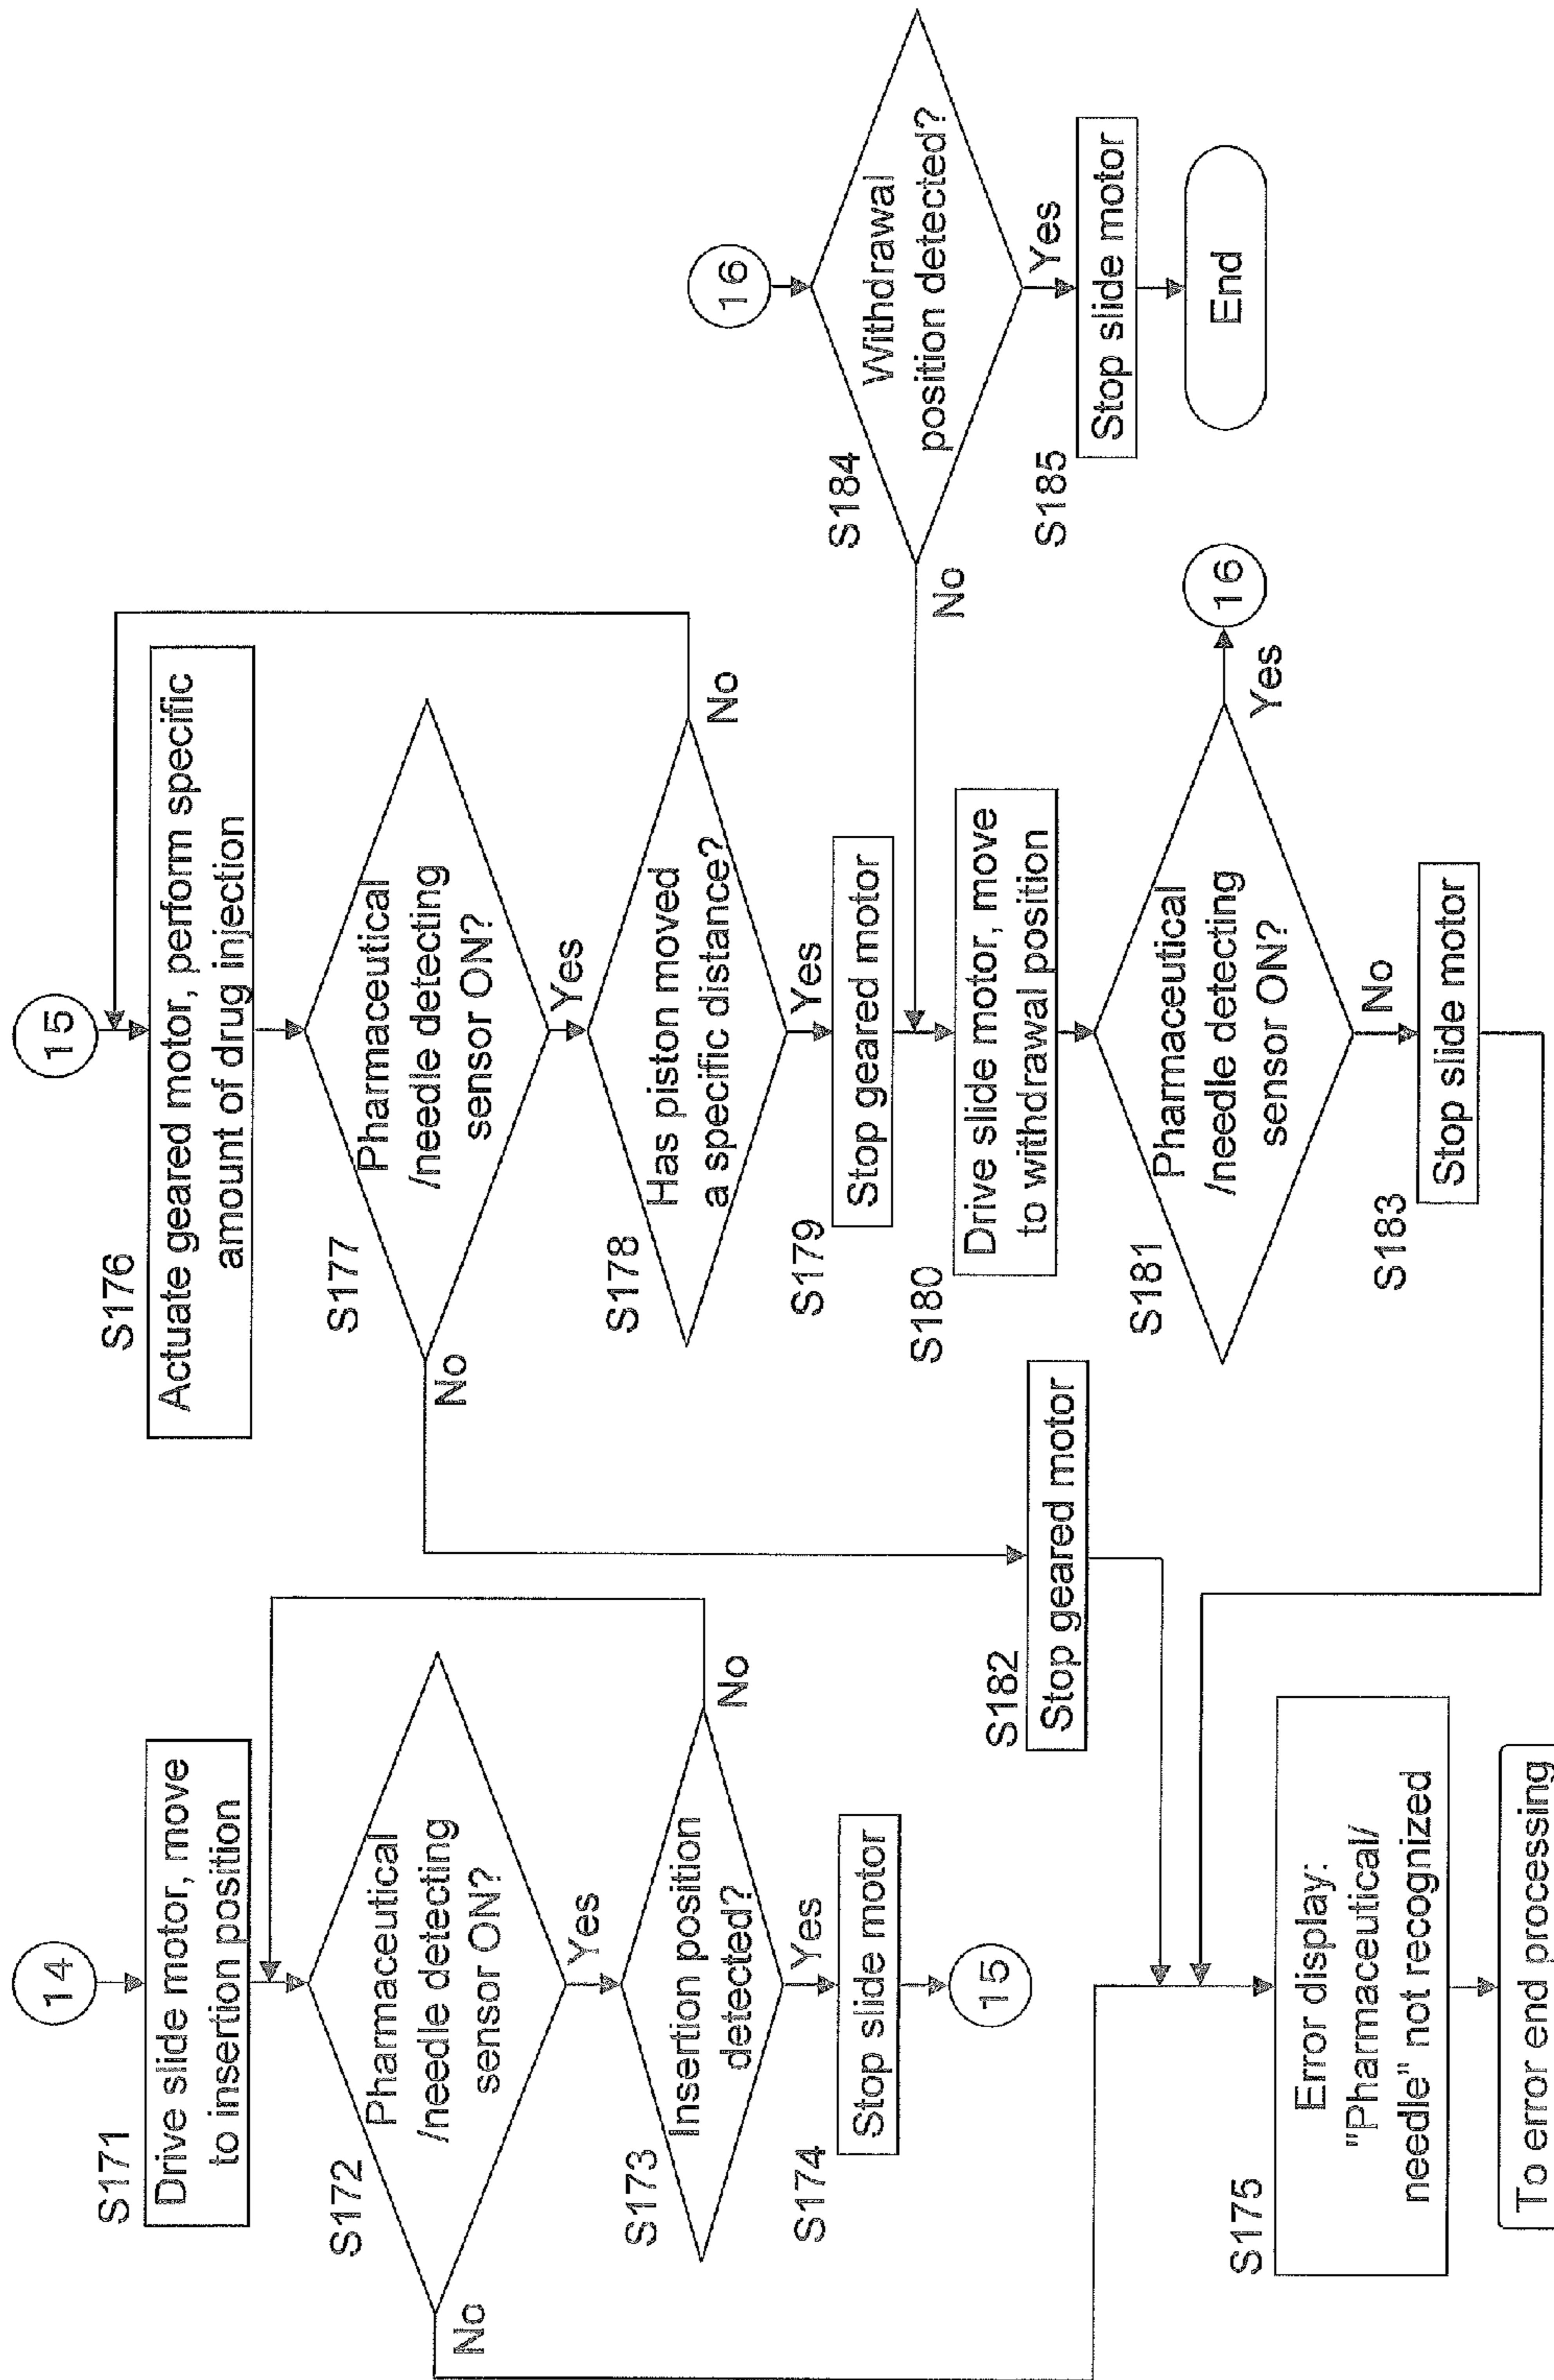 14
S171
Drive slide motor, move
to insertion position
S172
Pharmaceutical
/needle detecting
sensor ON?
No
Yes
S173
Insertion position
detected?
No
Yes
S174
Stop slide motor
15
S175
Error display:
"Pharmaceutical/
needle" not recognized
To error end processing
15
S176
Actuate geared motor, perform specific
amount of drug injection
S177
Pharmaceutical
/needle detecting
sensor ON?
No
Yes
S178
Has piston moved
a specific distance?
No
Yes
S179
Stop geared motor
S180
Drive slide motor, move
to withdrawal position
S181
Pharmaceutical
/needle detecting
sensor ON?
Yes
16
No
S182
Stop geared motor
S183
Stop slide motor
16
S184
Withdrawal
position detected?
No
Yes
S185
Stop slide motor
End